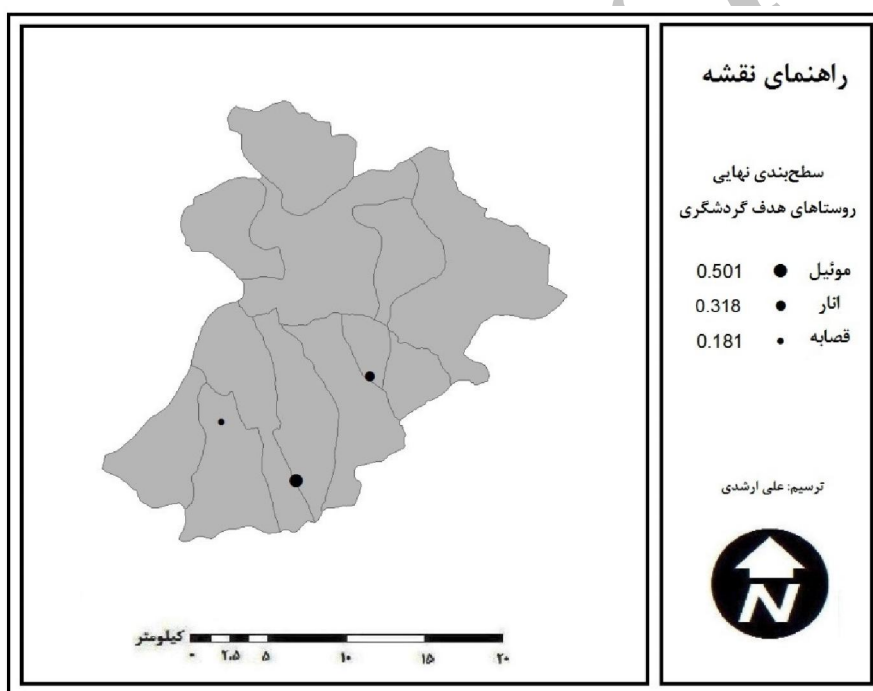 راهنمای نقشه
سطح‌بندی نهایی
روستاهای هدف گردشگری
موئیل 0.501
انار 0.318
قصابه 0.181
ترسیم: علی ارشدی
N
کیلومتر
۰ ۲.۵ ۵ ۱۰ ۱۵ ۲۰